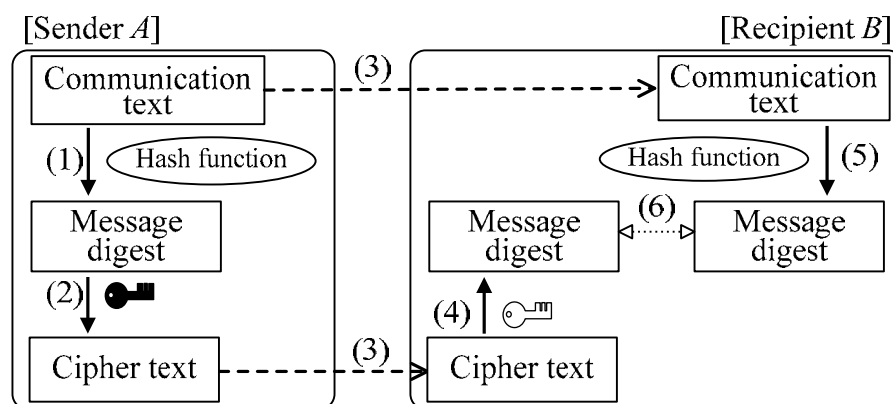 [Sender A]
[Recipient B]
Communication
text
(3)
Communication
text
(1)
Hash function
Hash function
(5)
Message
digest
Message
digest
(6)
Message
digest
(2)
(4)
Cipher text
(3)
Cipher text